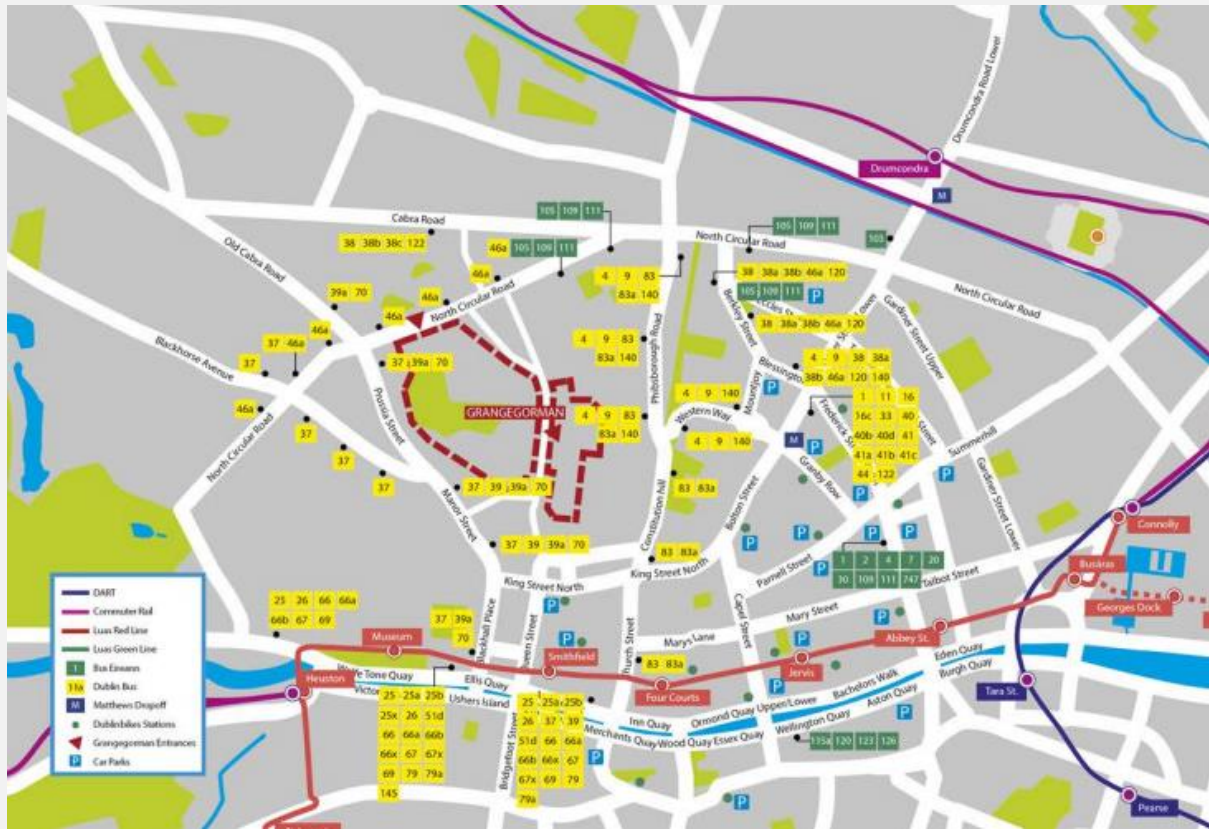 Drumcondra Road Lower
Drumcondra
M
105 109 111
Cabra Road
38 38b 38c 122
46a 105 109 111
105 109 111
103
North Circular Road
Old Cabra Road
46a
4 9 83
83a 140
38 38a 38b 46a 120
105 109 111
P
North Circular Road
39a 70
46a
North Circular Road
Berkley Street
Eccles
38 38a 38b 46a 120
Gardiner Street Upper
46a
46a
37 46a
37
Blackhorse Avenue
37 39a 70
4 9 83
83a 140
Phibsborough Road
Blessington
4 9 38 38a
38b 46a 120 140
P
Mountjoy
Prussia Street
46a
North Circular Road
GRANGEGORMAN
4 9 83
83a 140
4 9 140
Western Way
1 11 16
16c 33 40
40b 40d 41
41a 41b 41c
44 122
Frederick
Street
Summerhill
37
4 9 140
M
P
Granby Row
37
37
83 83a
P
P
Gardiner Street Lower
37 39 39a 70
Manor Street
Constitution hill
Bolton Street
P
P
P
P
P
Connolly
37 39 39a 70
83 83a
King Street North
King Street North
Parnell Street
1 2 4 7 20
30 109 111 747
Talbot Street
Busáras
Georges Dock
DART
Commuter Rail
Luas Red Line
Luas Green Line
1 Bus Eireann
11a Dublin Bus
M Matthews Dropoff
Dublinbikes Stations
Grangegorman Entrances
P Car Parks
25 26 66 66a
66b 67 69
37 39a
70
Blackhall Place
P
Church Street
Capel Street
Mary Street
Marys Lane
Museum
Smithfield
83 83a
Four Courts
Jervis
Abbey St.
Eden Quay
Burgh Quay
Heuston
Wolfe Tone Quay
Ellis Quay
Ushers Island
Inn Quay
Ormond Quay Upper Lower
Bachelors Walk
Aston Quay
Merchants Quay
Wood Quay
Essex Quay
Wellington Quay
Tara St.
P
25 25a 25b
25x 26 51d
66 66a 66b
66x 67 67x
69 79 79a
145
Bridgefoot Street
25 25a 25b
26 37 39
51d 66 66a
66b 66x 67
67x 69 79
79a
P
120 123 126
P
Pearse